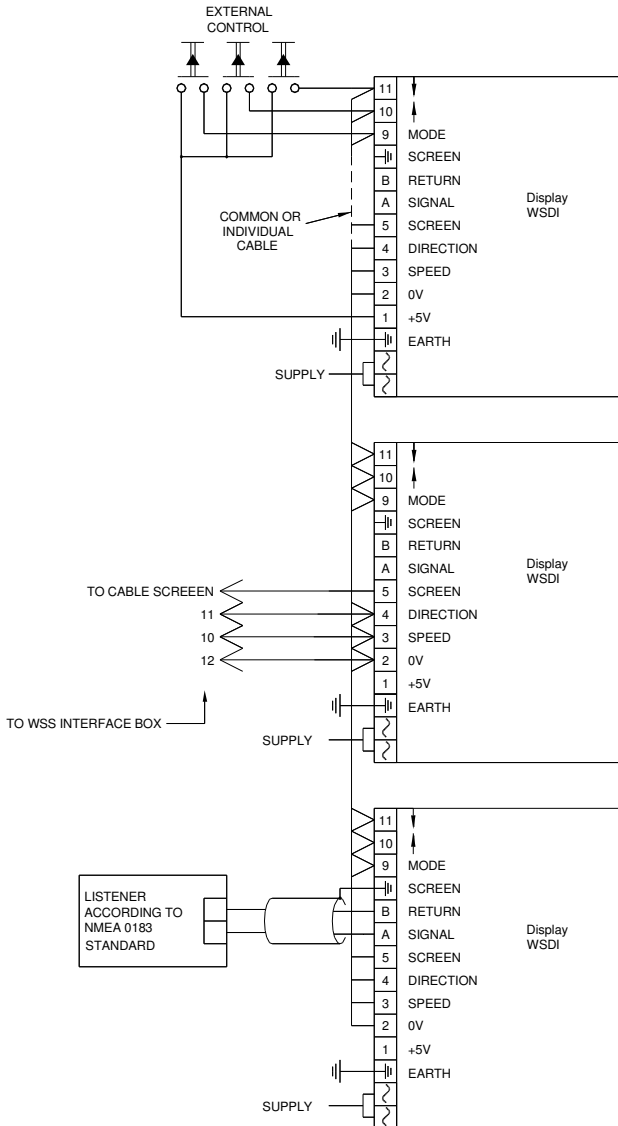 EXTERNAL
CONTROL
11
10
9 MODE
SCREEN
B RETURN
A SIGNAL
5 SCREEN
4 DIRECTION
3 SPEED
2 0V
1 +5V
EARTH
Display
WSDI
COMMON OR
INDIVIDUAL
CABLE
SUPPLY
11
10
9 MODE
SCREEN
B RETURN
A SIGNAL
5 SCREEN
4 DIRECTION
3 SPEED
2 0V
1 +5V
EARTH
Display
WSDI
TO CABLE SCREEEN
11
10
12
TO WSS INTERFACE BOX
SUPPLY
11
10
9 MODE
SCREEN
B RETURN
A SIGNAL
5 SCREEN
4 DIRECTION
3 SPEED
2 0V
1 +5V
EARTH
Display
WSDI
LISTENER
ACCORDING TO
NMEA 0183
STANDARD
SUPPLY